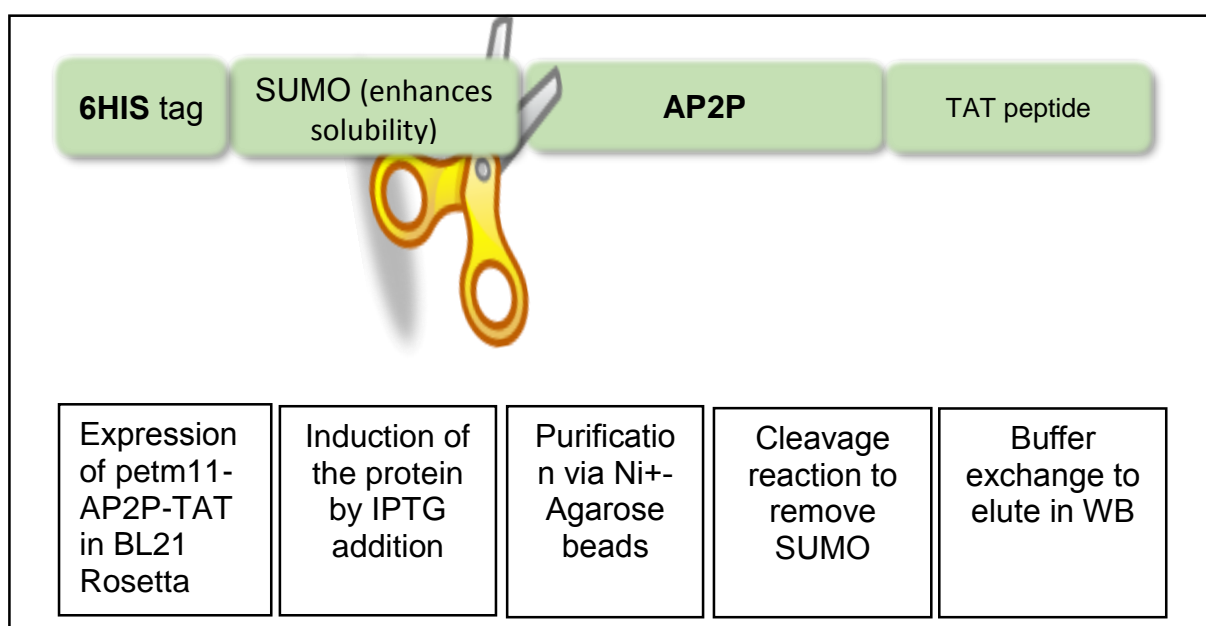 6HIS tag
SUMO (enhances
solubility)
AP2P
TAT peptide
Expression
of petm11-
AP2P-TAT
in BL21
Rosetta
Induction of
the protein
by IPTG
addition
Purificatio
n via Ni+-
Agarose
beads
Cleavage
reaction to
remove
SUMO
Buffer
exchange to
elute in WB